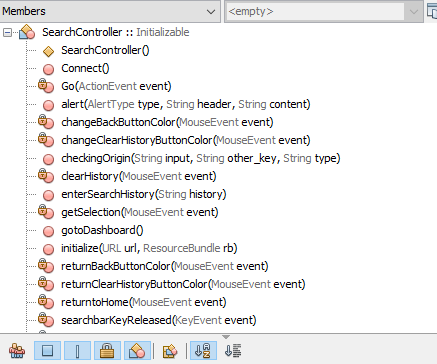 Members
<empty>
SearchController :: Initializable
SearchController()
Connect()
Go(ActionEvent event)
alert(AlertType type, String header, String content)
changeBackButtonColor(MouseEvent event)
changeClearHistoryButtonColor(MouseEvent event)
checkingOrigin(String input, String other_key, String type)
clearHistory(MouseEvent event)
enterSearchHistory(String history)
getSelection(MouseEvent event)
gotoDashboard()
initialize(URL url, ResourceBundle rb)
returnBackButtonColor(MouseEvent event)
returnClearHistoryButtonColor(MouseEvent event)
returntoHome(MouseEvent event)
searchbarKeyReleased(KeyEvent event)